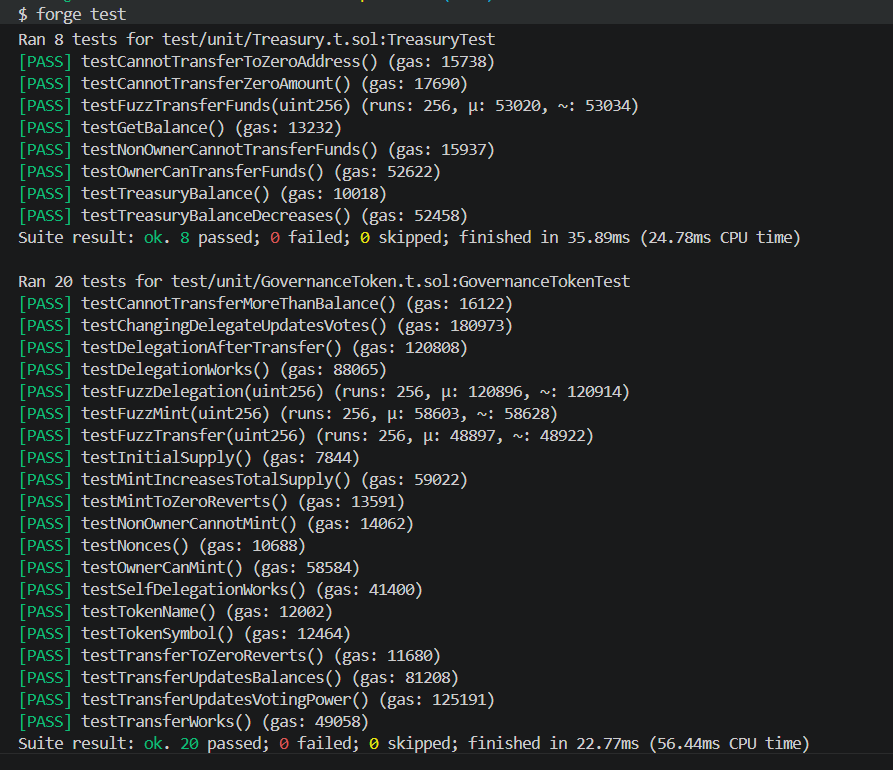 $ forge test
Ran 8 tests for test/unit/Treasury.t.sol:TreasuryTest
[PASS] testCannotTransferToZeroAddress() (gas: 15738)
[PASS] testCannotTransferZeroAmount() (gas: 17690)
[PASS] testFuzzTransferFunds(uint256) (runs: 256, μ: 53020, ~: 53034)
[PASS] testGetBalance() (gas: 13232)
[PASS] testNonOwnerCannotTransferFunds() (gas: 15937)
[PASS] testOwnerCanTransferFunds() (gas: 52622)
[PASS] testTreasuryBalance() (gas: 10018)
[PASS] testTreasuryBalanceDecreases() (gas: 52458)
Suite result: ok. 8 passed; 0 failed; 0 skipped; finished in 35.89ms (24.78ms CPU time)
Ran 20 tests for test/unit/GovernanceToken.t.sol:GovernanceTokenTest
[PASS] testCannotTransferMoreThanBalance() (gas: 16122)
[PASS] testChangingDelegateUpdatesVotes() (gas: 180973)
[PASS] testDelegationAfterTransfer() (gas: 120808)
[PASS] testDelegationWorks() (gas: 88065)
[PASS] testFuzzDelegation(uint256) (runs: 256, μ: 120896, ~: 120914)
[PASS] testFuzzMint(uint256) (runs: 256, μ: 58603, ~: 58628)
[PASS] testFuzzTransfer(uint256) (runs: 256, μ: 48897, ~: 48922)
[PASS] testInitialSupply() (gas: 7844)
[PASS] testMintIncreasesTotalSupply() (gas: 59022)
[PASS] testMintToZeroReverts() (gas: 13591)
[PASS] testNonOwnerCannotMint() (gas: 14062)
[PASS] testNonces() (gas: 10688)
[PASS] testOwnerCanMint() (gas: 58584)
[PASS] testSelfDelegationWorks() (gas: 41400)
[PASS] testTokenName() (gas: 12002)
[PASS] testTokenSymbol() (gas: 12464)
[PASS] testTransferToZeroReverts() (gas: 11680)
[PASS] testTransferUpdatesBalances() (gas: 81208)
[PASS] testTransferUpdatesVotingPower() (gas: 125191)
[PASS] testTransferWorks() (gas: 49058)
Suite result: ok. 20 passed; 0 failed; 0 skipped; finished in 22.77ms (56.44ms CPU time)